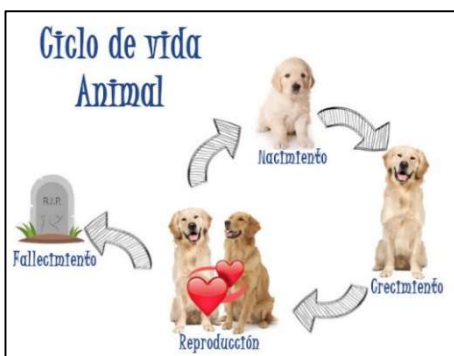 Ciclo de vida
Animal
Nacimiento
R.I.P.
Fallecimiento
Crecimiento
Reproducción